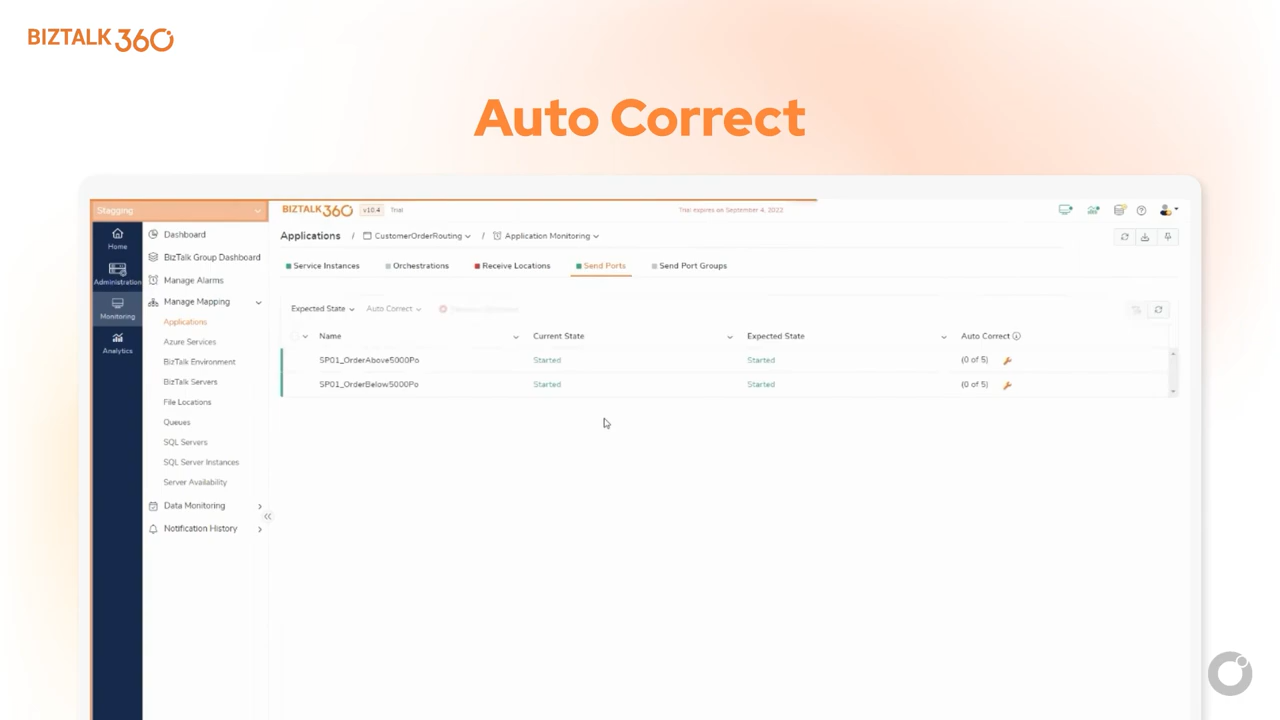 BIZTALK 360
Auto Correct
Stagging
BIZTALK 360 v10.4 Trial
Trial expires on September 4, 2022
Home
Administration
Monitoring
Analytics
Dashboard
BizTalk Group Dashboard
Manage Alarms
Manage Mapping
Applications
Azure Services
BizTalk Environment
BizTalk Servers
File Locations
Queues
SQL Servers
SQL Server Instances
Server Availability
Data Monitoring
Notification History
Applications / CustomerOrderRouting / Application Monitoring
Service Instances Orchestrations Receive Locations Send Ports Send Port Groups
Expected State Auto Correct
Name Current State Expected State Auto Correct
SP01_OrderAbove5000Po Started Started (0 of 5)
SP01_OrderBelow5000Po Started Started (0 of 5)